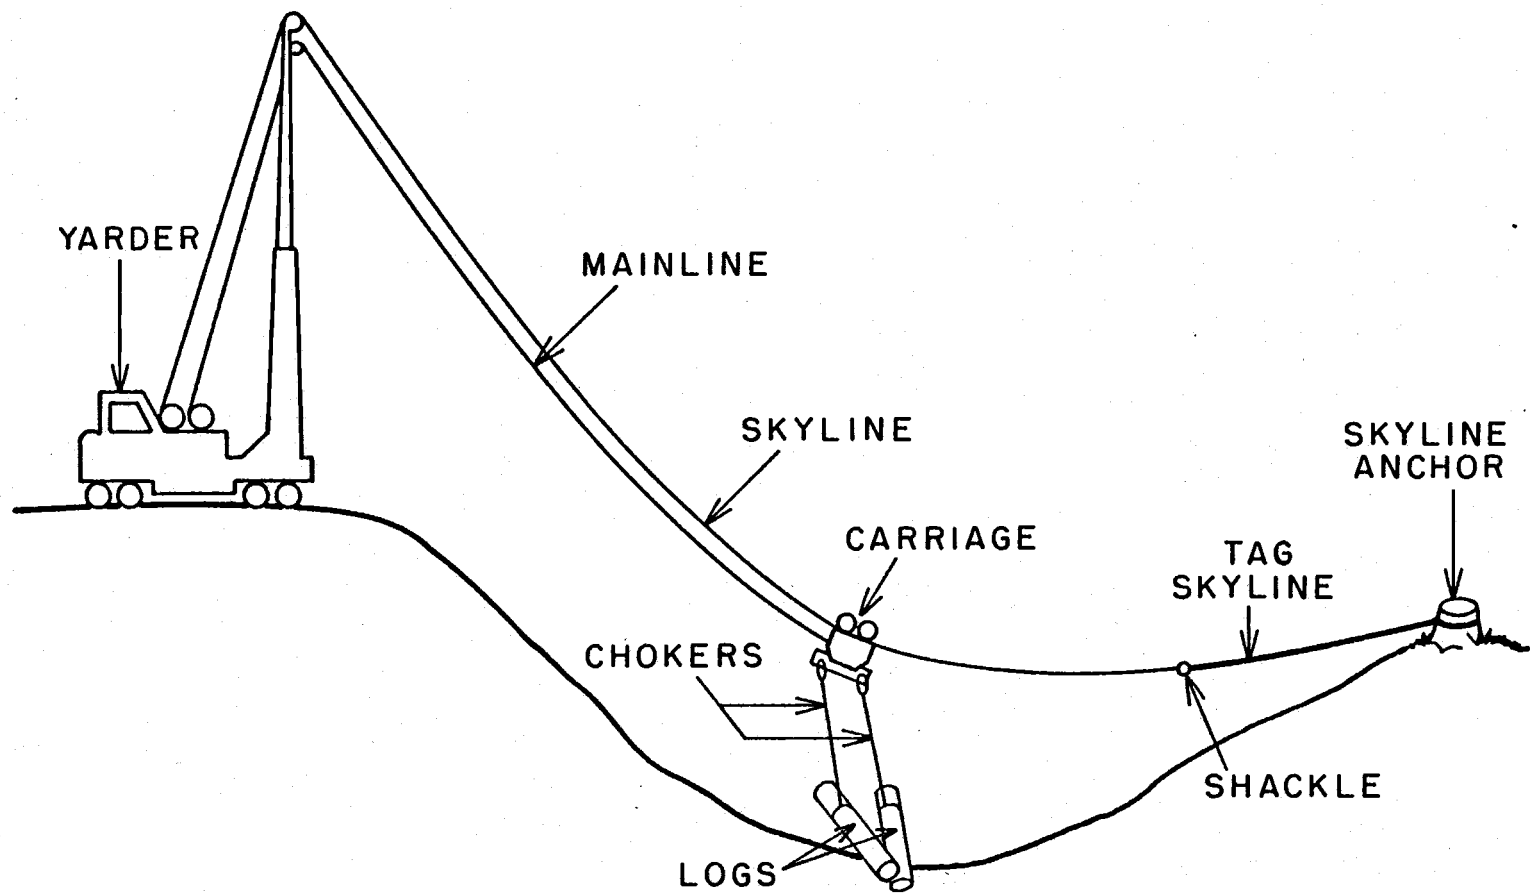 YARDER
MAINLINE
SKYLINE
SKYLINE
ANCHOR
CARRIAGE
TAG
SKYLINE
CHOKERS
SHACKLE
LOGS